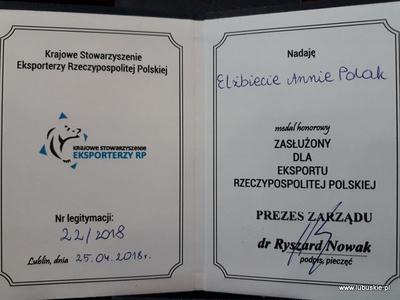 Krajowe Stowarzyszenie
Eksporterzy Rzeczypospolitej Polskiej
KRAJOWE STOWARZYSZENIE
EKSPORTERZY RP
Nr legitymacji:
22/2018
Lublin, dnia 25.04.2018r.
Nadaję
Elżbiecie Annie Polak
medal honorowy
ZASŁUŻONY
DLA
EKSPORTU
RZECZYPOSPOLITEJ POLSKIEJ
PREZES ZARZĄDU
dr Ryszard Nowak
podpis, pieczęć
www.lubuskie.pl